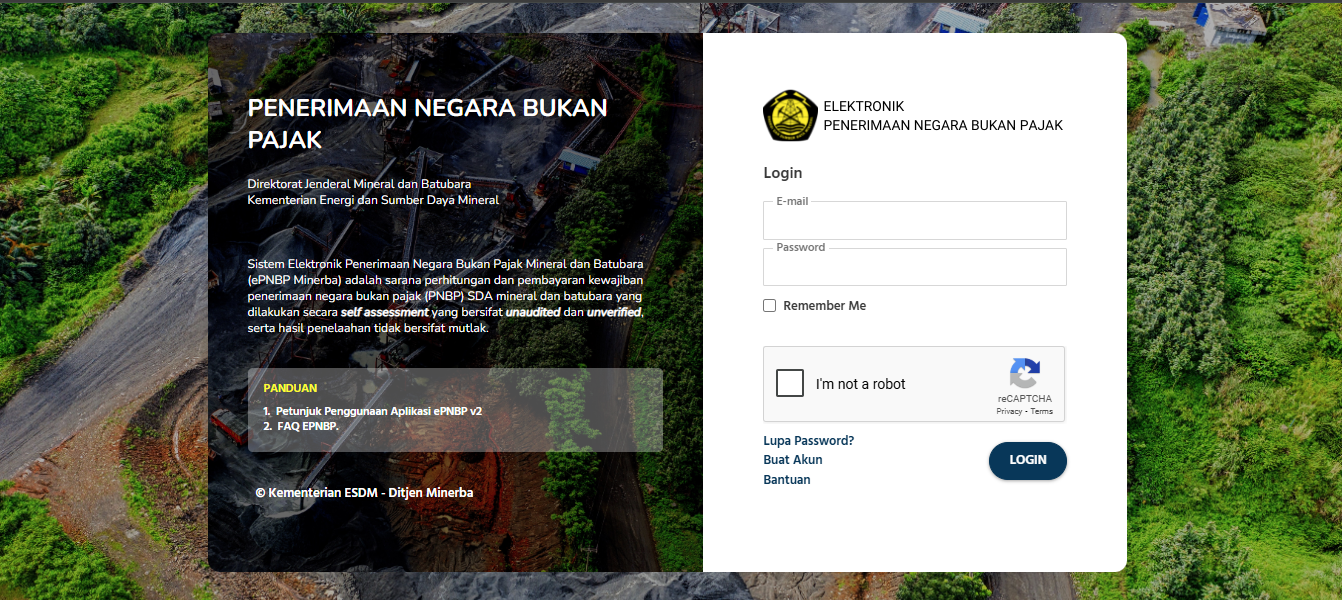 PENERIMAAN NEGARA BUKAN
PAJAK
Direktorat Jenderal Mineral dan Batubara
Kementerian Energi dan Sumber Daya Mineral
Sistem Elektronik Penerimaan Negara Bukan Pajak Mineral dan Batubara
(ePNBP Minerba) adalah sarana perhitungan dan pembayaran kewajiban
penerimaan negara bukan pajak (PNBP) SDA mineral dan batubara yang
dilakukan secara self assessment yang bersifat unaudited dan unverified,
serta hasil penelaahan tidak bersifat mutlak.
PANDUAN
1. Petunjuk Penggunaan Aplikasi ePNBP v2
2. FAQ EPNBP.
© Kementerian ESDM - Ditjen Minerba
ELEKTRONIK
PENERIMAAN NEGARA BUKAN PAJAK
Login
E-mail
Password
Remember Me
I'm not a robot
reCAPTCHA
Privacy - Terms
Lupa Password?
Buat Akun
Bantuan
LOGIN